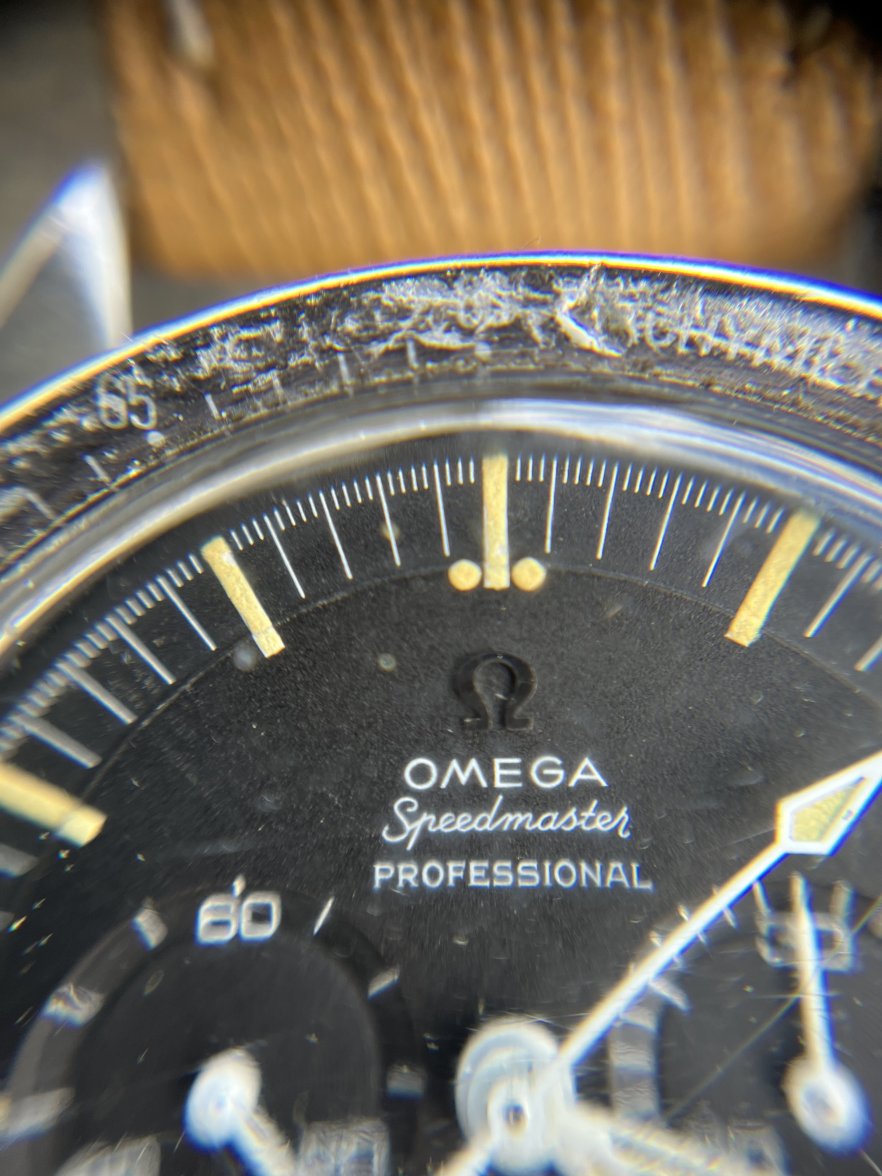 65
Ω
OMEGA
Speedmaster
PROFESSIONAL
60